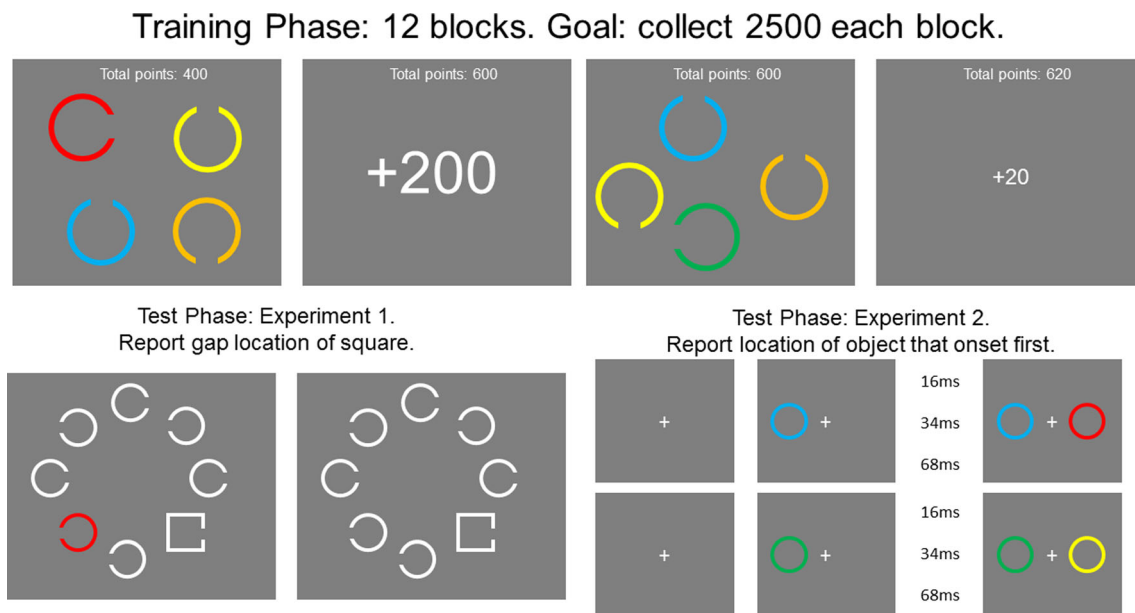 Training Phase: 12 blocks. Goal: collect 2500 each block.
Total points: 400
+200
Total points: 600
Total points: 600
Total points: 620
+20
Test Phase: Experiment 1.
Report gap location of square.
Test Phase: Experiment 2.
Report location of object that onset first.
16ms
34ms
68ms
16ms
34ms
68ms